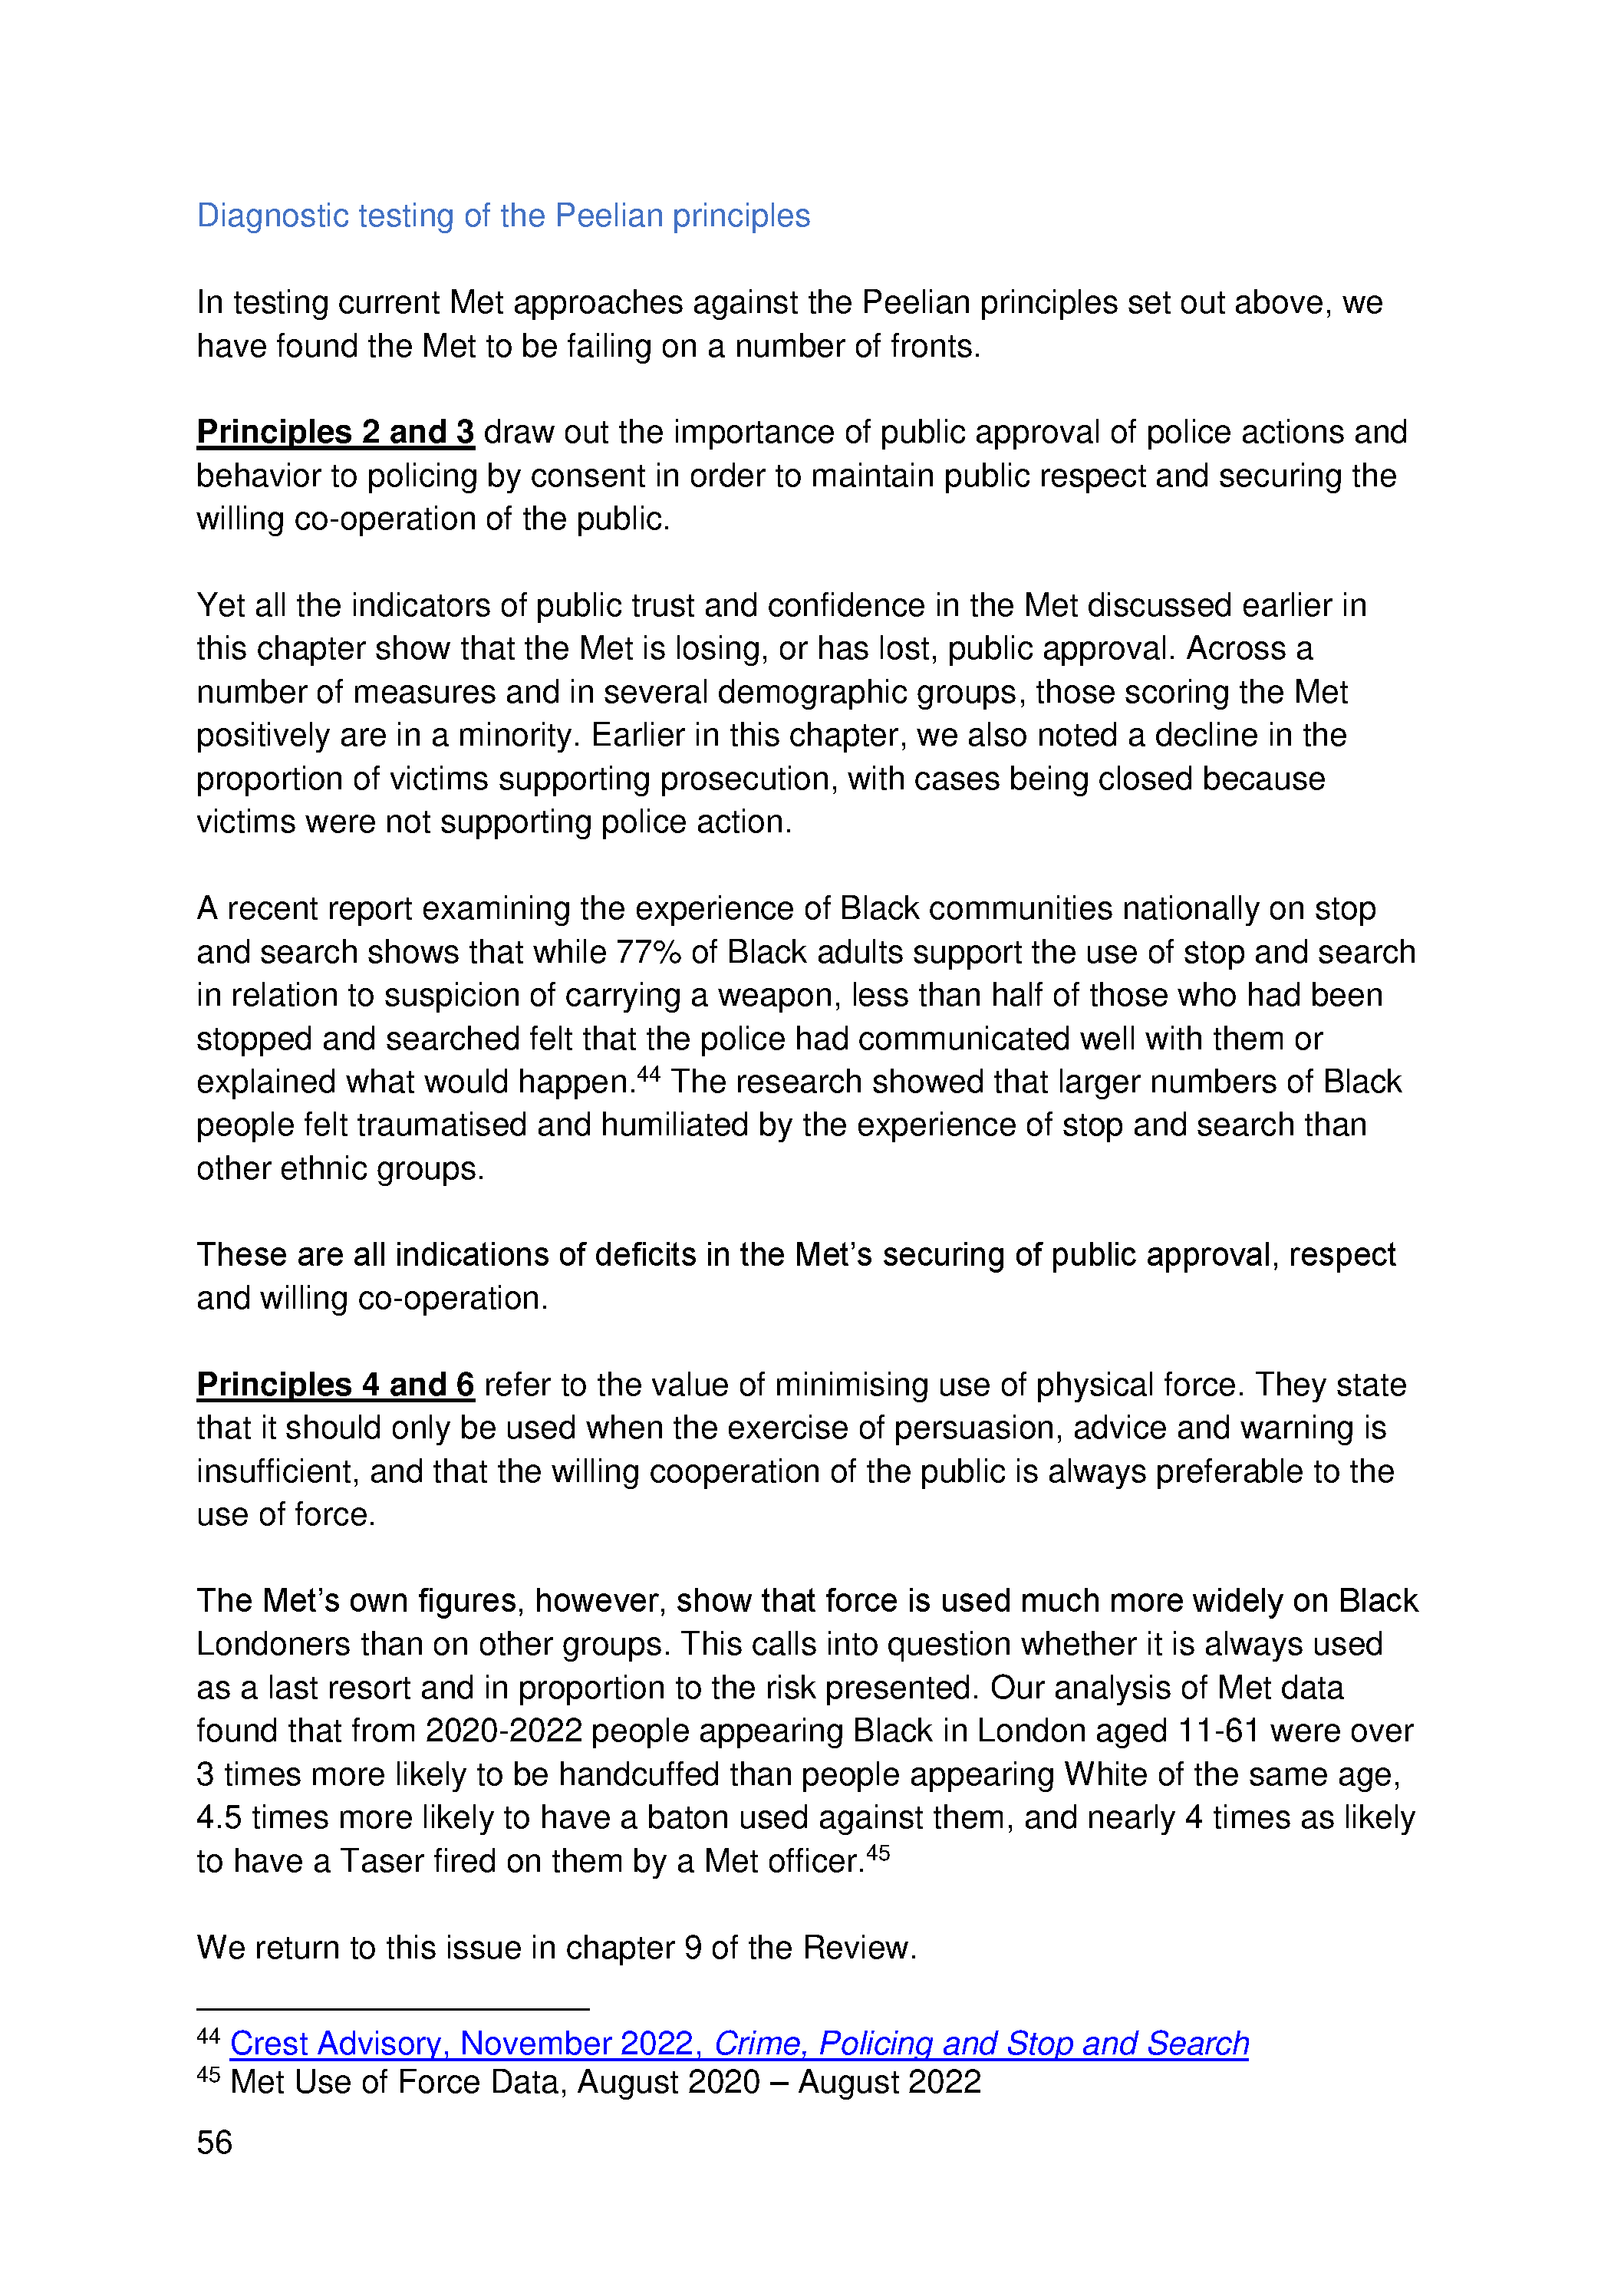 Diagnostic testing of the Peelian principles
In testing current Met approaches against the Peelian principles set out above, we
have found the Met to be failing on a number of fronts.
Principles 2 and 3 draw out the importance of public approval of police actions and
behavior to policing by consent in order to maintain public respect and securing the
willing co-operation of the public.
Yet all the indicators of public trust and confidence in the Met discussed earlier in
this chapter show that the Met is losing, or has lost, public approval. Across a
number of measures and in several demographic groups, those scoring the Met
positively are in a minority. Earlier in this chapter, we also noted a decline in the
proportion of victims supporting prosecution, with cases being closed because
victims were not supporting police action.
A recent report examining the experience of Black communities nationally on stop
and search shows that while 77% of Black adults support the use of stop and search
in relation to suspicion of carrying a weapon, less than half of those who had been
stopped and searched felt that the police had communicated well with them or
explained what would happen.44 The research showed that larger numbers of Black
people felt traumatised and humiliated by the experience of stop and search than
other ethnic groups.
These are all indications of deficits in the Met’s securing of public approval, respect
and willing co-operation.
Principles 4 and 6 refer to the value of minimising use of physical force. They state
that it should only be used when the exercise of persuasion, advice and warning is
insufficient, and that the willing cooperation of the public is always preferable to the
use of force.
The Met’s own figures, however, show that force is used much more widely on Black
Londoners than on other groups. This calls into question whether it is always used
as a last resort and in proportion to the risk presented. Our analysis of Met data
found that from 2020-2022 people appearing Black in London aged 11-61 were over
3 times more likely to be handcuffed than people appearing White of the same age,
4.5 times more likely to have a baton used against them, and nearly 4 times as likely
to have a Taser fired on them by a Met officer.45
We return to this issue in chapter 9 of the Review.
44 Crest Advisory, November 2022, Crime, Policing and Stop and Search
45 Met Use of Force Data, August 2020 – August 2022
56